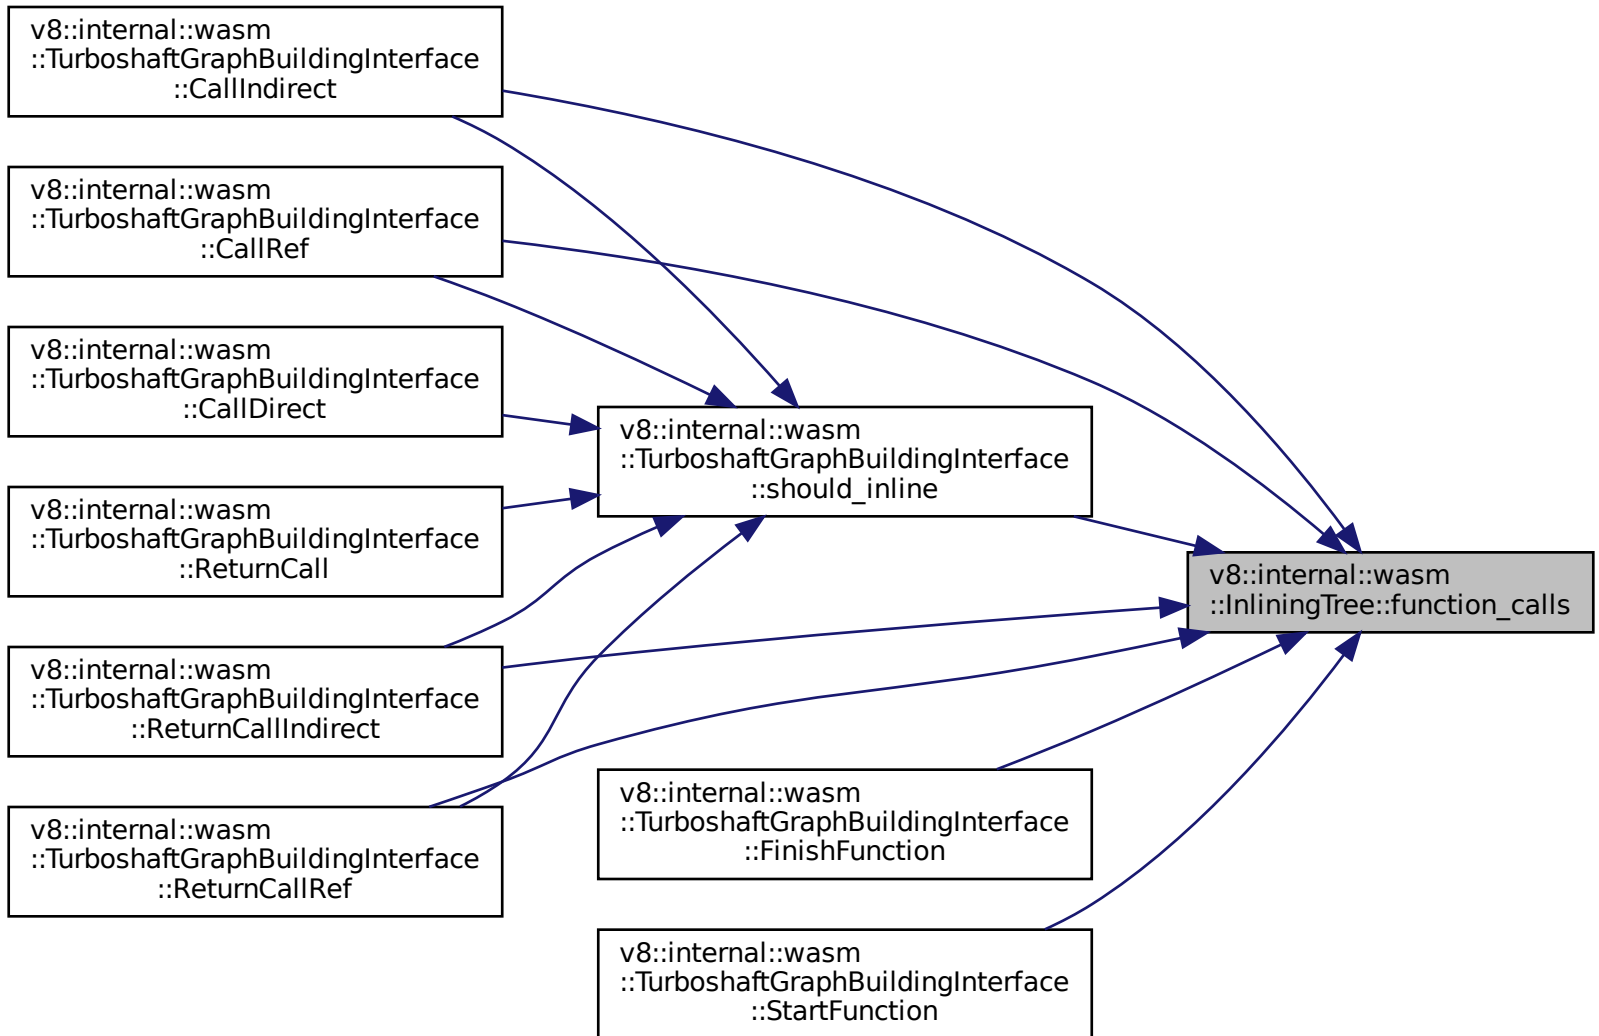 v8::internal::wasm
::TurboshaftGraphBuildingInterface
::CallIndirect
v8::internal::wasm
::TurboshaftGraphBuildingInterface
::CallRef
v8::internal::wasm
::TurboshaftGraphBuildingInterface
::CallDirect
v8::internal::wasm
::TurboshaftGraphBuildingInterface
::ReturnCall
v8::internal::wasm
::TurboshaftGraphBuildingInterface
::ReturnCallIndirect
v8::internal::wasm
::TurboshaftGraphBuildingInterface
::ReturnCallRef
v8::internal::wasm
::TurboshaftGraphBuildingInterface
::should_inline
v8::internal::wasm
::TurboshaftGraphBuildingInterface
::FinishFunction
v8::internal::wasm
::TurboshaftGraphBuildingInterface
::StartFunction
v8::internal::wasm
::InliningTree::function_calls